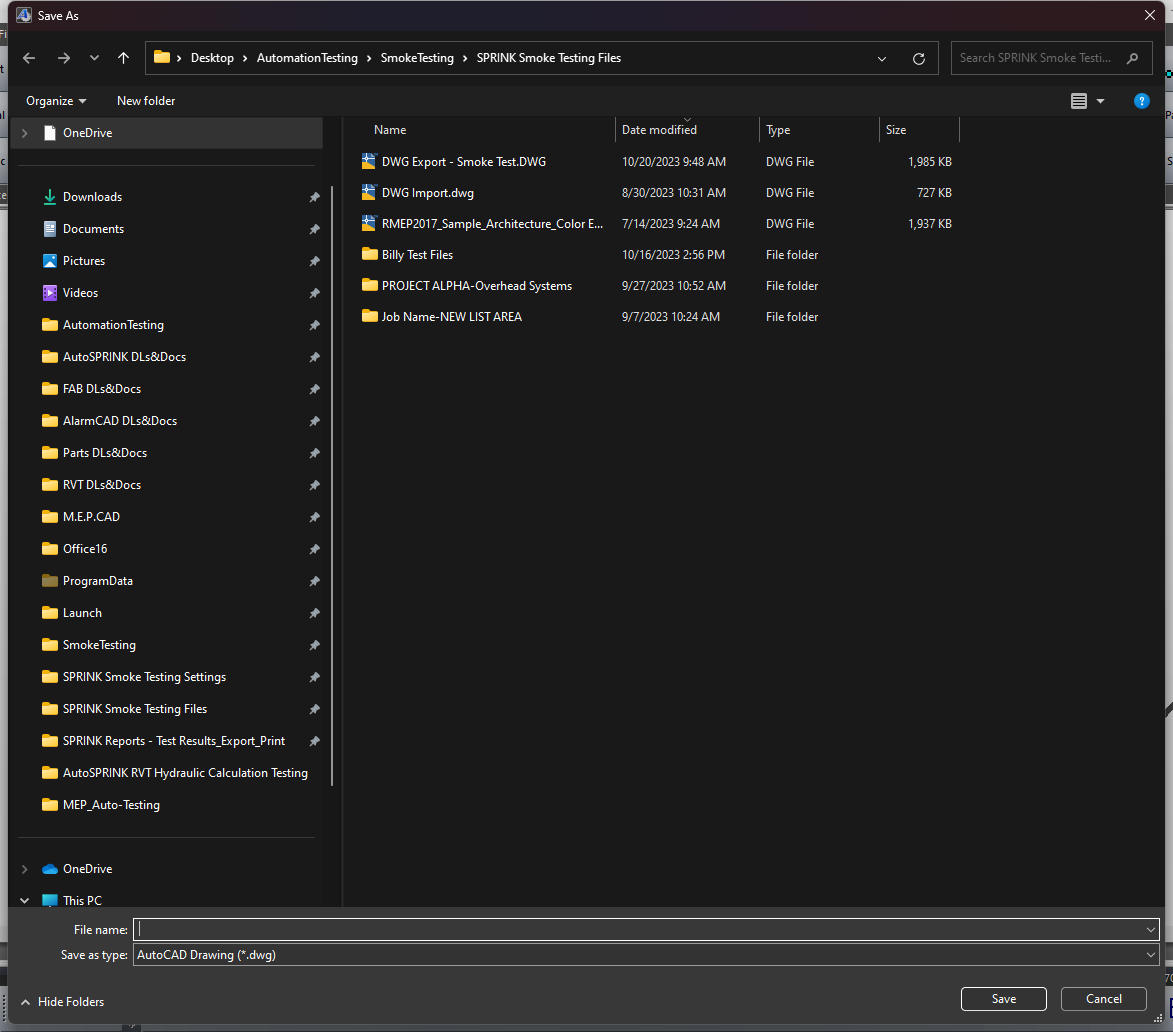 Save As
Desktop > AutomationTesting > SmokeTesting > SPRINK Smoke Testing Files
Search SPRINK Smoke Testi...
Organize New folder
?
OneDrive
Downloads
Documents
Pictures
Videos
AutomationTesting
AutoSPRINK DLs&Docs
FAB DLs&Docs
AlarmCAD DLs&Docs
Parts DLs&Docs
RVT DLs&Docs
M.E.P.CAD
Office16
ProgramData
Launch
SmokeTesting
SPRINK Smoke Testing Settings
SPRINK Smoke Testing Files
SPRINK Reports - Test Results_Export_Print
AutoSPRINK RVT Hydraulic Calculation Testing
MEP_Auto-Testing
OneDrive
This PC
Name Date modified Type Size
DWG Export - Smoke Test.DWG 10/20/2023 9:48 AM DWG File 1,985 KB
DWG Import.dwg 8/30/2023 10:31 AM DWG File 727 KB
RMEP2017_Sample_Architecture_Color E... 7/14/2023 9:24 AM DWG File 1,937 KB
Billy Test Files 10/16/2023 2:56 PM File folder
PROJECT ALPHA-Overhead Systems 9/27/2023 10:52 AM File folder
Job Name-NEW LIST AREA 9/7/2023 10:24 AM File folder
File name:
Save as type: AutoCAD Drawing (*.dwg)
Hide Folders
Save Cancel